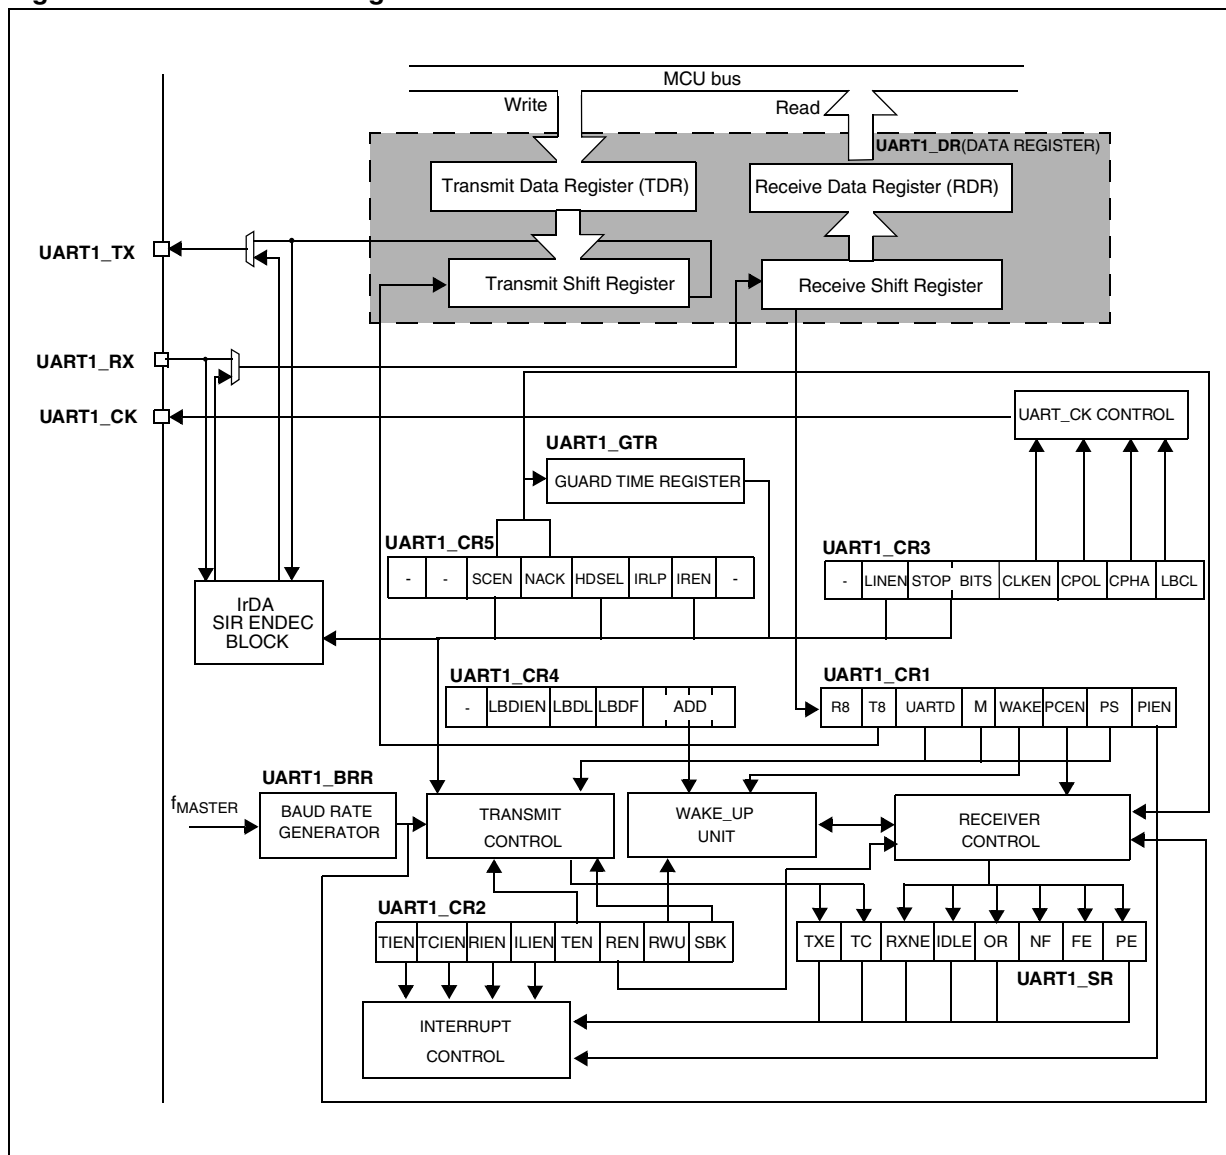 MCU bus
Write
Read
UART1_DR(DATA REGISTER)
Transmit Data Register (TDR)
Receive Data Register (RDR)
UART1_TX
Transmit Shift Register
Receive Shift Register
UART1_RX
UART1_CK
UART_CK CONTROL
UART1_GTR
GUARD TIME REGISTER
UART1_CR5
- - SCEN NACK HDSEL IRLP IREN -
UART1_CR3
- LINEN STOP BITS CLKEN CPOL CPHA LBCL
IrDA
SIR ENDEC
BLOCK
UART1_CR4
- LBDIEN LBDL LBDF ADD
UART1_CR1
R8 T8 UARTD M WAKE PCEN PS PIEN
UART1_BRR
fMASTER
BAUD RATE
GENERATOR
TRANSMIT
CONTROL
WAKE_UP
UNIT
RECEIVER
CONTROL
UART1_CR2
TIEN TCIEN RIEN ILIEN TEN REN RWU SBK
TXE TC RXNE IDLE OR NF FE PE
UART1_SR
INTERRUPT
CONTROL